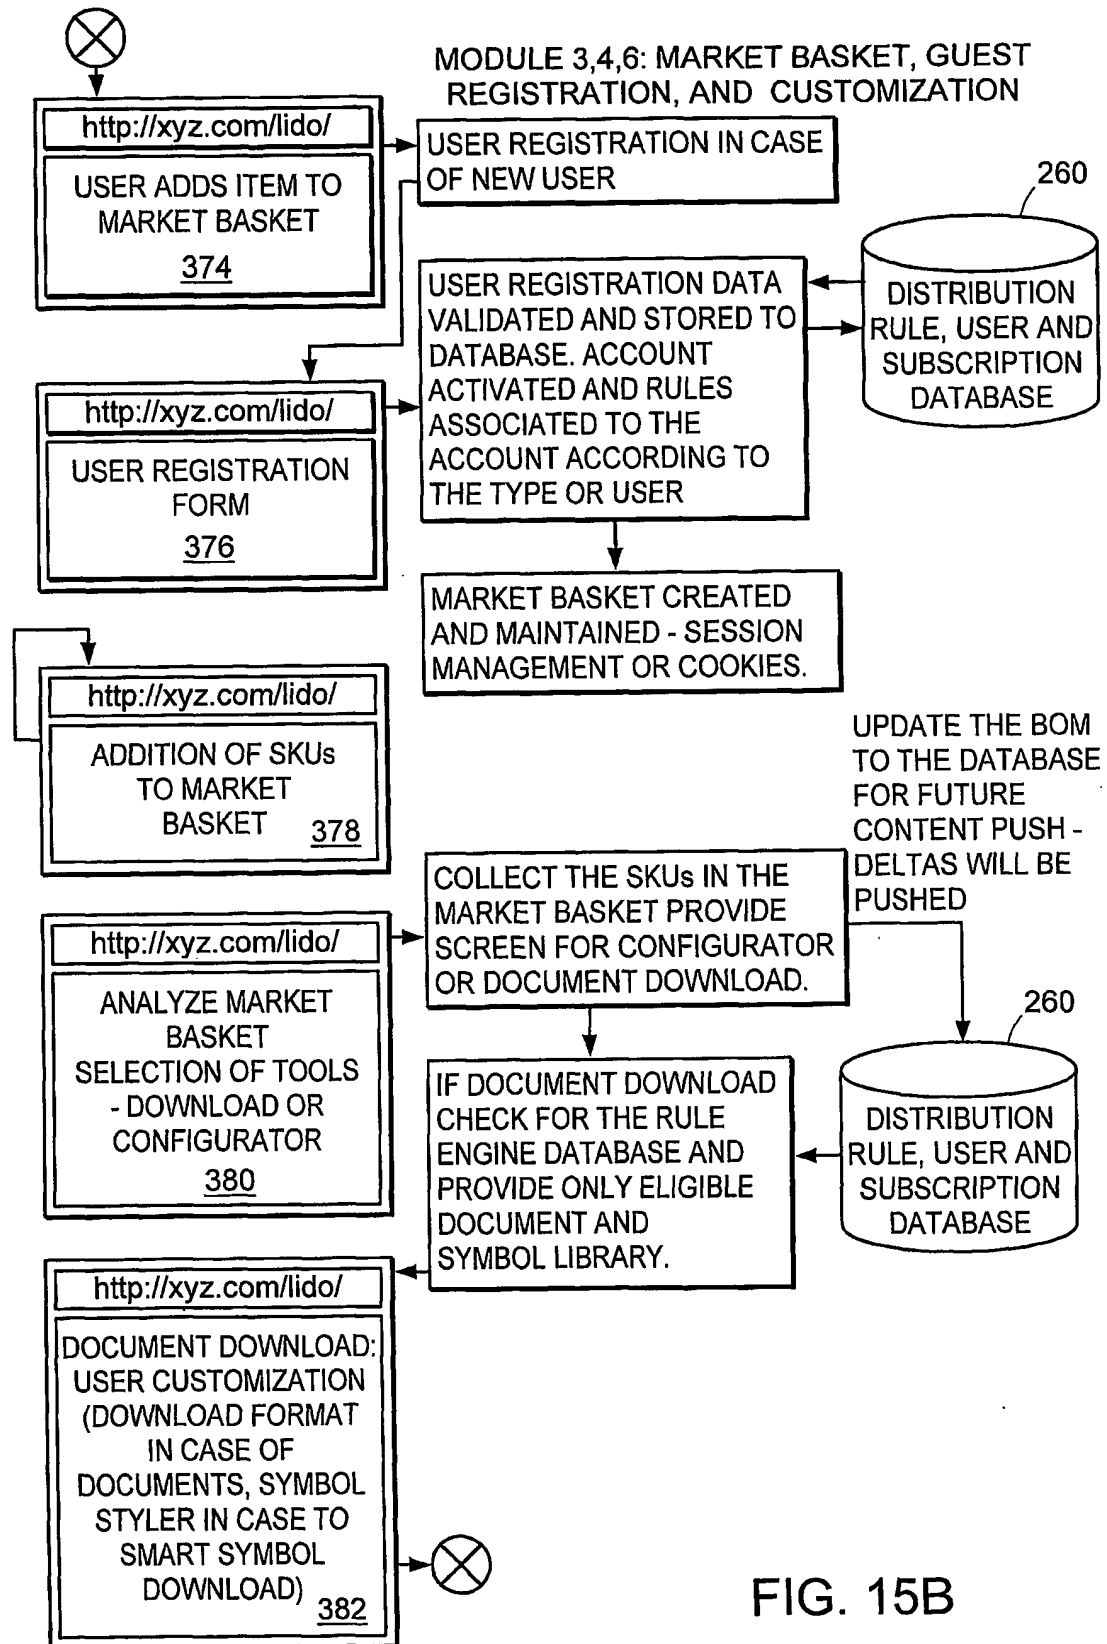 MODULE 3,4,6: MARKET BASKET, GUEST
REGISTRATION, AND CUSTOMIZATION
http://xyz.com/lido/
USER ADDS ITEM TO
MARKET BASKET
374
USER REGISTRATION IN CASE
OF NEW USER
260
DISTRIBUTION
RULE, USER AND
SUBSCRIPTION
DATABASE
USER REGISTRATION DATA
VALIDATED AND STORED TO
DATABASE. ACCOUNT
ACTIVATED AND RULES
ASSOCIATED TO THE
ACCOUNT ACCORDING TO
THE TYPE OR USER
http://xyz.com/lido/
USER REGISTRATION
FORM
376
MARKET BASKET CREATED
AND MAINTAINED - SESSION
MANAGEMENT OR COOKIES.
http://xyz.com/lido/
ADDITION OF SKUs
TO MARKET
BASKET
378
UPDATE THE BOM
TO THE DATABASE
FOR FUTURE
CONTENT PUSH -
DELTAS WILL BE
PUSHED
COLLECT THE SKUs IN THE
MARKET BASKET PROVIDE
SCREEN FOR CONFIGURATOR
OR DOCUMENT DOWNLOAD.
http://xyz.com/lido/
ANALYZE MARKET
BASKET
SELECTION OF TOOLS
- DOWNLOAD OR
CONFIGURATOR
380
260
DISTRIBUTION
RULE, USER AND
SUBSCRIPTION
DATABASE
IF DOCUMENT DOWNLOAD
CHECK FOR THE RULE
ENGINE DATABASE AND
PROVIDE ONLY ELIGIBLE
DOCUMENT AND
SYMBOL LIBRARY.
http://xyz.com/lido/
DOCUMENT DOWNLOAD:
USER CUSTOMIZATION
(DOWNLOAD FORMAT
IN CASE OF
DOCUMENTS, SYMBOL
STYLER IN CASE TO
SMART SYMBOL
DOWNLOAD)
382
FIG. 15B